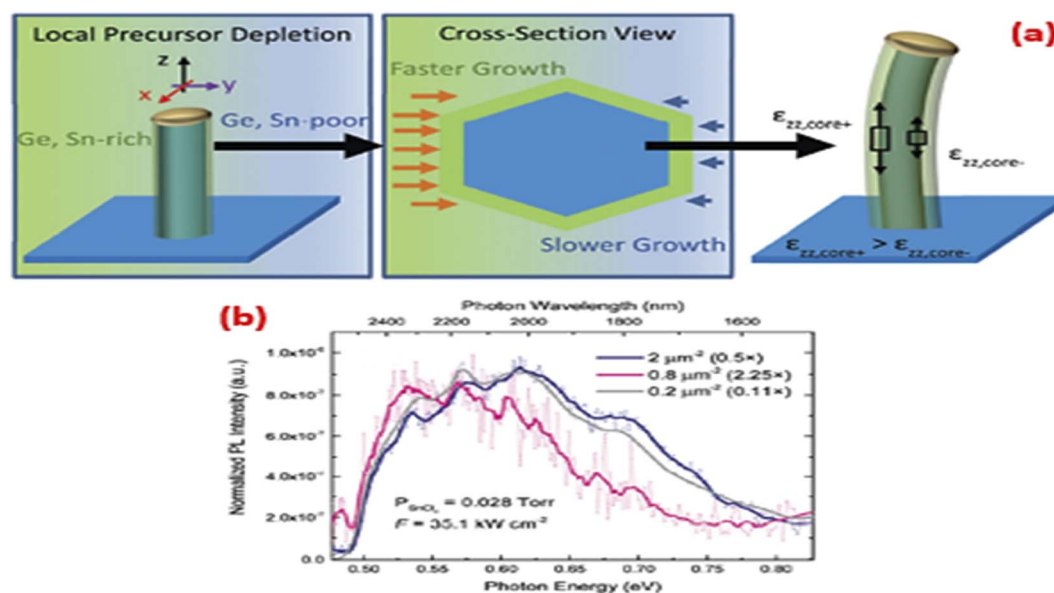 Local Precursor Depletion
z
y
x
Ge, Sn-rich
Ge, Sn-poor
Cross-Section View
Faster Growth
Slower Growth
(a)
εzz,core+
εzz,core-
εzz,core+ > εzz,core-
(b)
Photon Wavelength (nm)
2400 2200 2000 1800 1600
Normalized PL Intensity (a.u.)
1.0x10⁻⁶
8.0x10⁻⁷
6.0x10⁻⁷
4.0x10⁻⁷
2.0x10⁻⁷
0.0
2 μm⁻² (0.5×)
0.8 μm⁻² (2.25×)
0.2 μm⁻² (0.11×)
P SnCl₄ = 0.028 Torr
F = 35.1 kW cm⁻²
0.50 0.55 0.60 0.65 0.70 0.75 0.80
Photon Energy (eV)